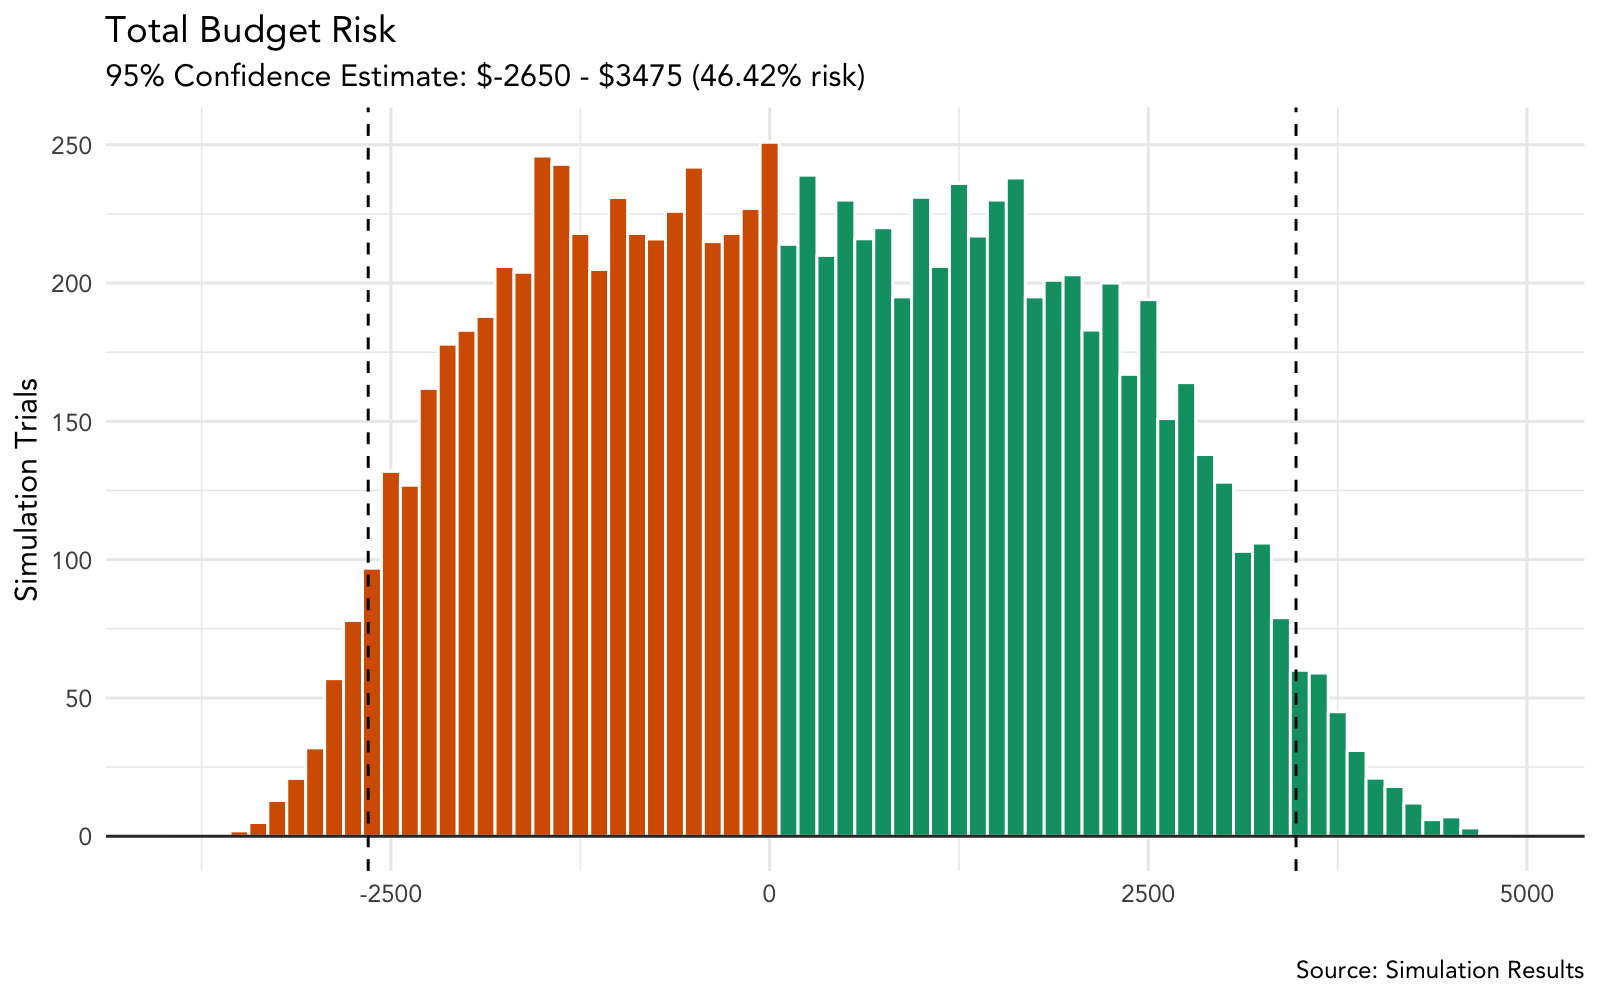 Total Budget Risk
95% Confidence Estimate: $-2650 - $3475 (46.42% risk)
Simulation Trials
250
200
150
100
50
0
-2500
0
2500
5000
Source: Simulation Results